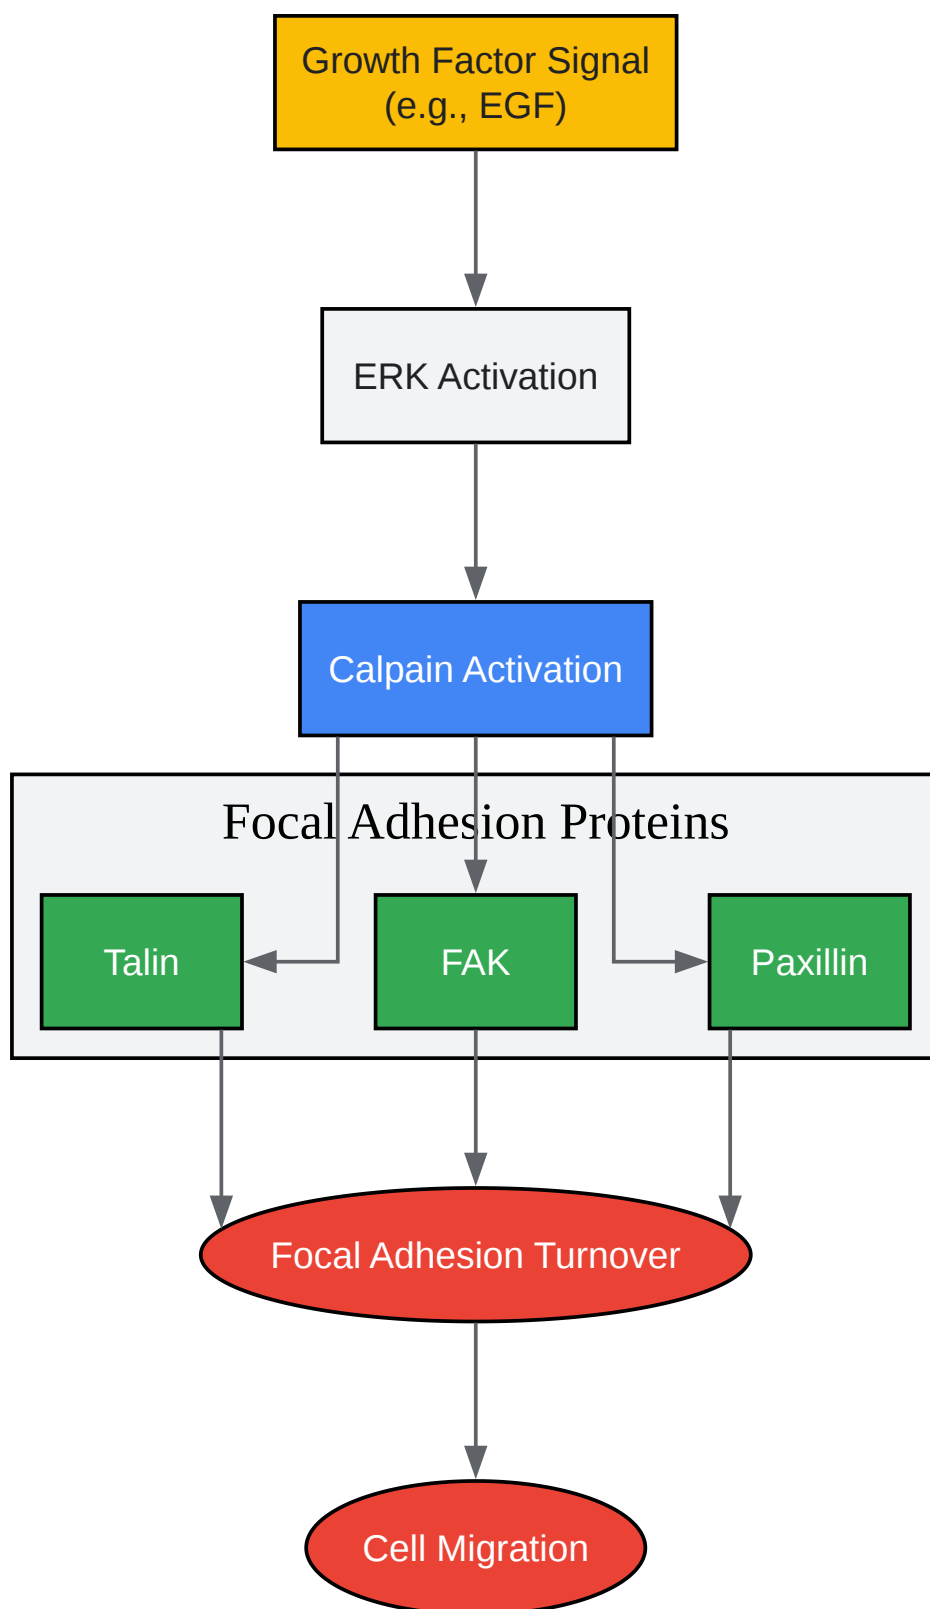 Growth Factor Signal
(e.g., EGF)
ERK Activation
Calpain Activation
Focal Adhesion Proteins
Talin
FAK
Paxillin
Focal Adhesion Turnover
Cell Migration